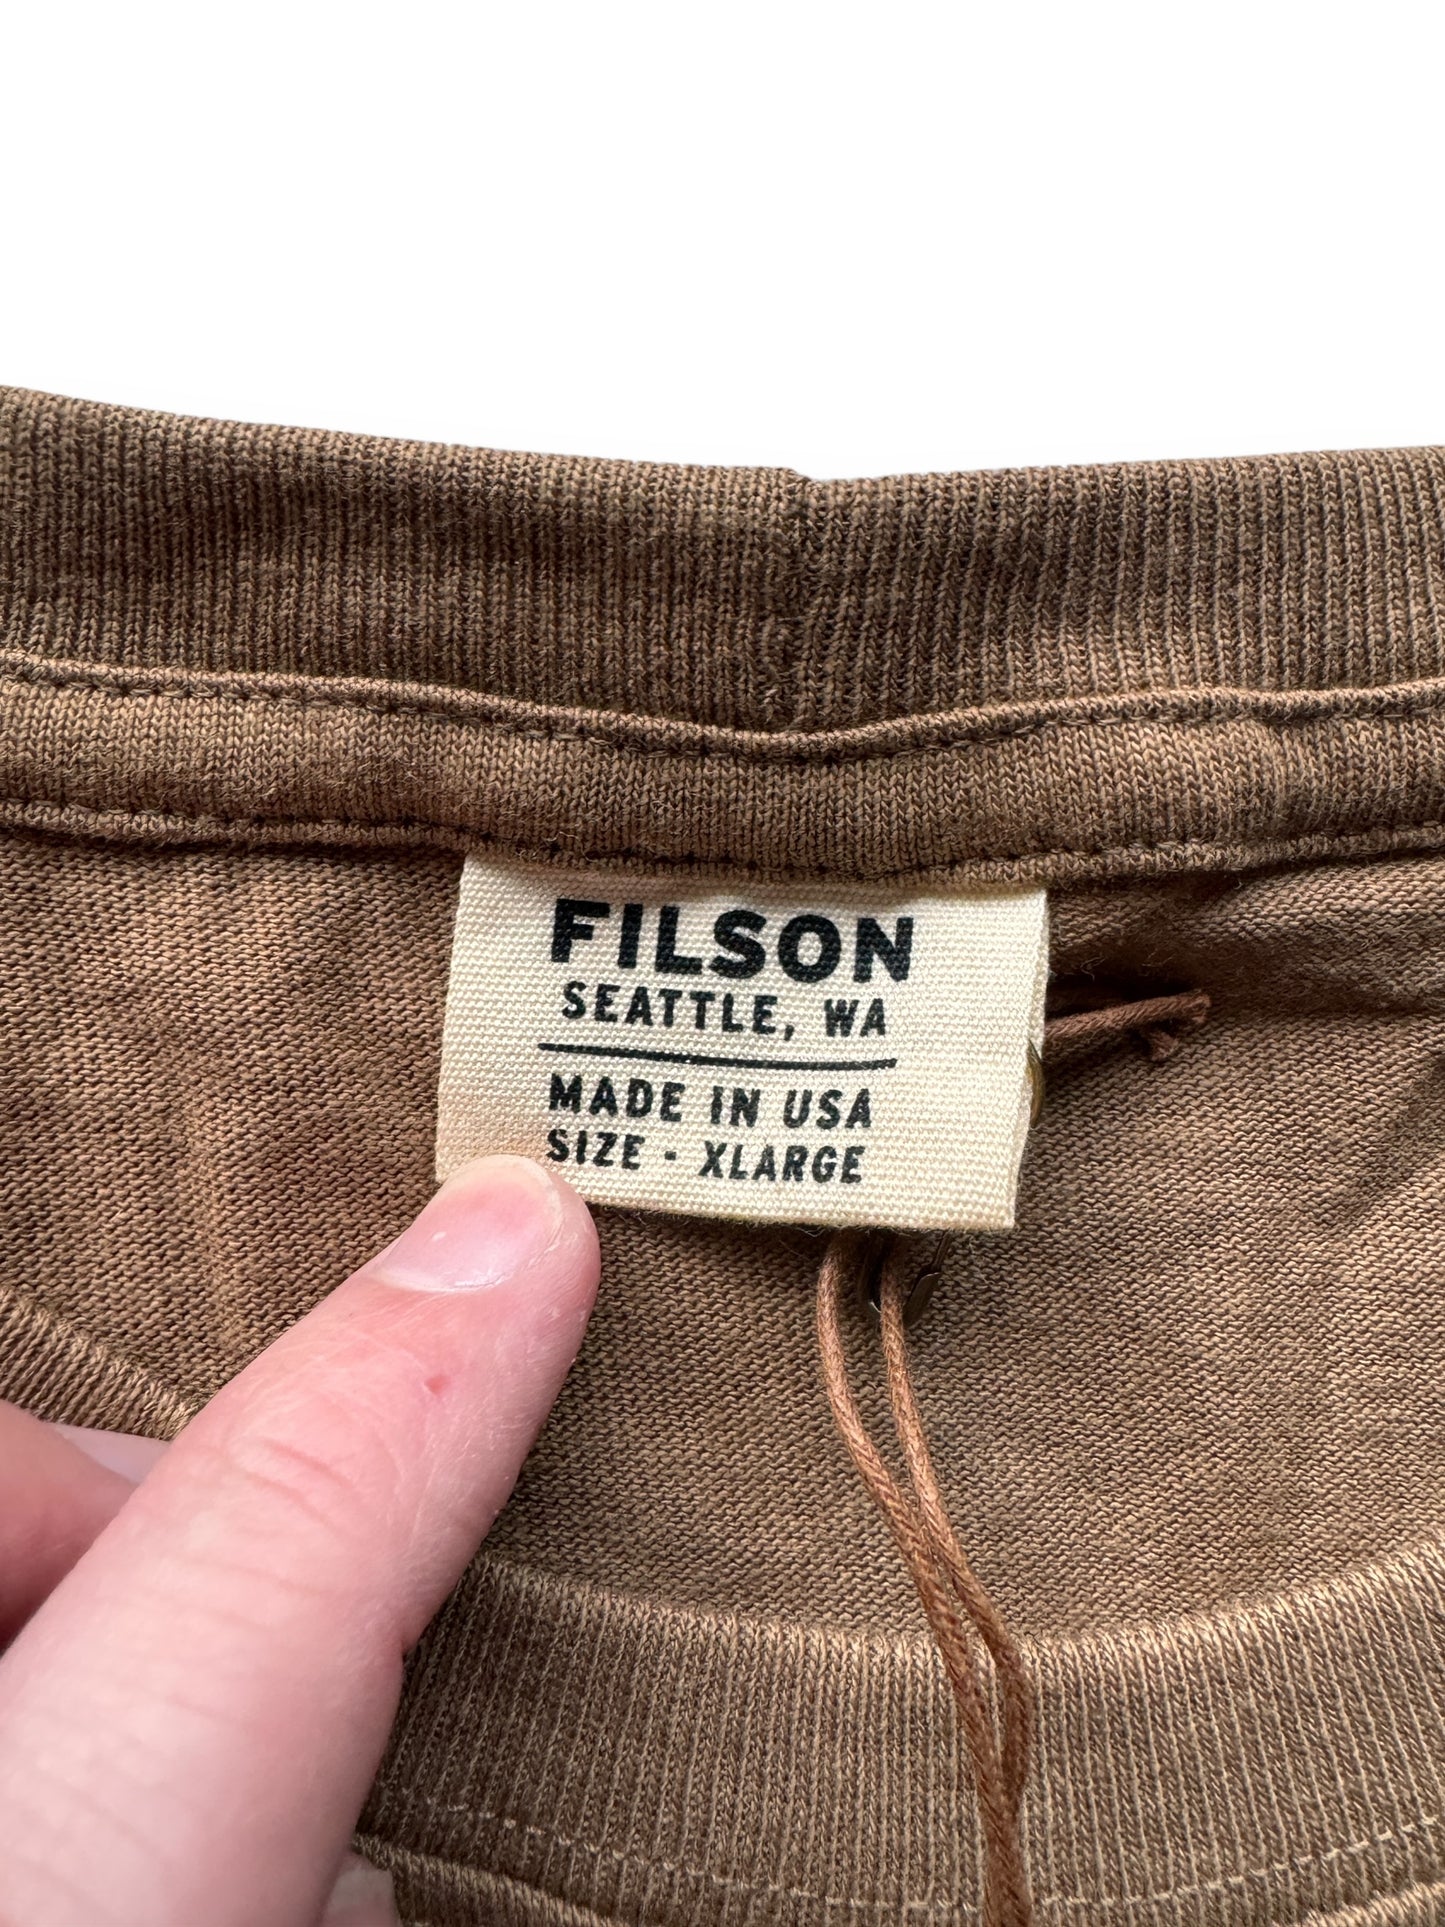 FILSON
SEATTLE, WA
MADE IN USA
SIZE - XLARGE